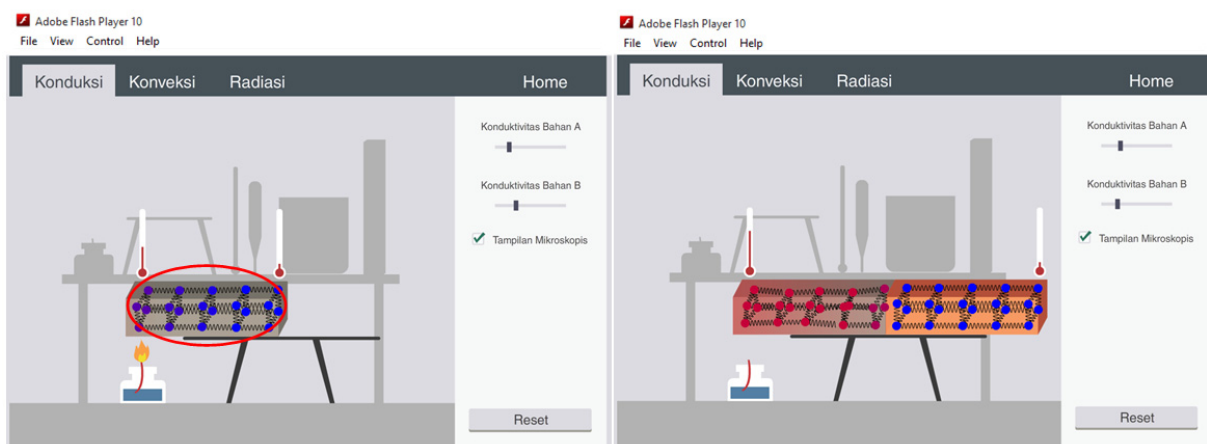 Adobe Flash Player 10
File View Control Help
Konduksi Konveksi Radiasi Home
Konduktivitas Bahan A
Konduktivitas Bahan B
Tampilan Mikroskopis
Reset
Adobe Flash Player 10
File View Control Help
Konduksi Konveksi Radiasi Home
Konduktivitas Bahan A
Konduktivitas Bahan B
Tampilan Mikroskopis
Reset